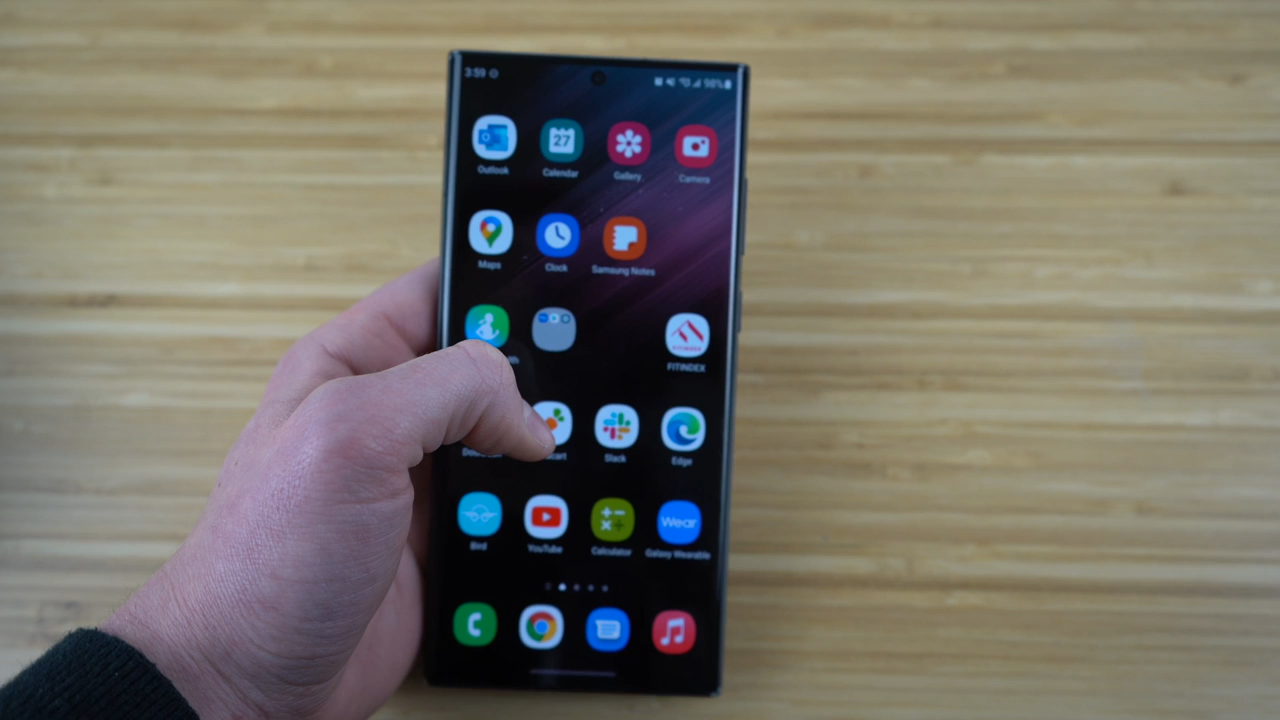 3:59
98%
Outlook
27
Calendar
Gallery
Camera
Maps
Clock
Samsung Notes
FITINDEX
FITINDEX
Slack
Edge
Bird
YouTube
Calculator
Wear
Galaxy Wearable